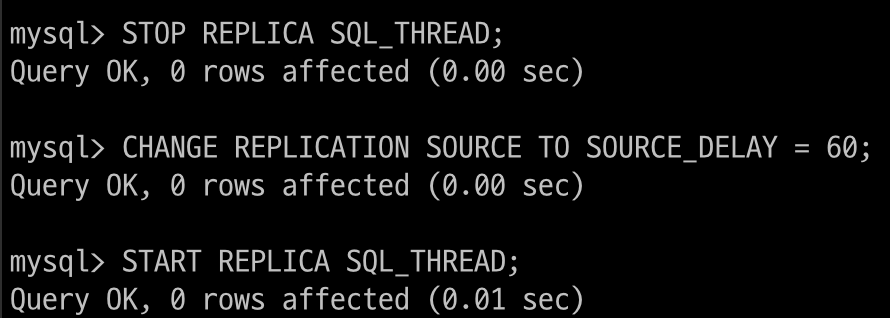 mysql> STOP REPLICA SQL_THREAD;
Query OK, 0 rows affected (0.00 sec)

mysql> CHANGE REPLICATION SOURCE TO SOURCE_DELAY = 60;
Query OK, 0 rows affected (0.00 sec)

mysql> START REPLICA SQL_THREAD;
Query OK, 0 rows affected (0.01 sec)